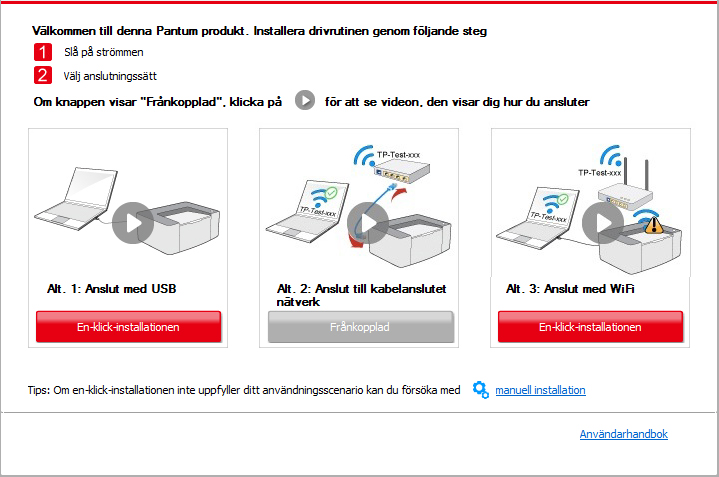 Välkommen till denna Pantum produkt. Installera drivrutinen genom följande steg
1 Slå på strömmen
2 Välj anslutningssätt
Om knappen visar "Frånkopplad", klicka på för att se videon, den visar dig hur du ansluter
TP-Test-xxx
TP-Test-xxx
TP-Test-xxx
TP-Test-xxx
Alt. 1: Anslut med USB
En-klick-installationen
Alt. 2: Anslut till kabelanslutet
nätverk
Frånkopplad
Alt. 3: Anslut med WiFi
En-klick-installationen
Tips: Om en-klick-installationen inte uppfyller ditt användningsscenario kan du försöka med manuell installation
Användarhandbok